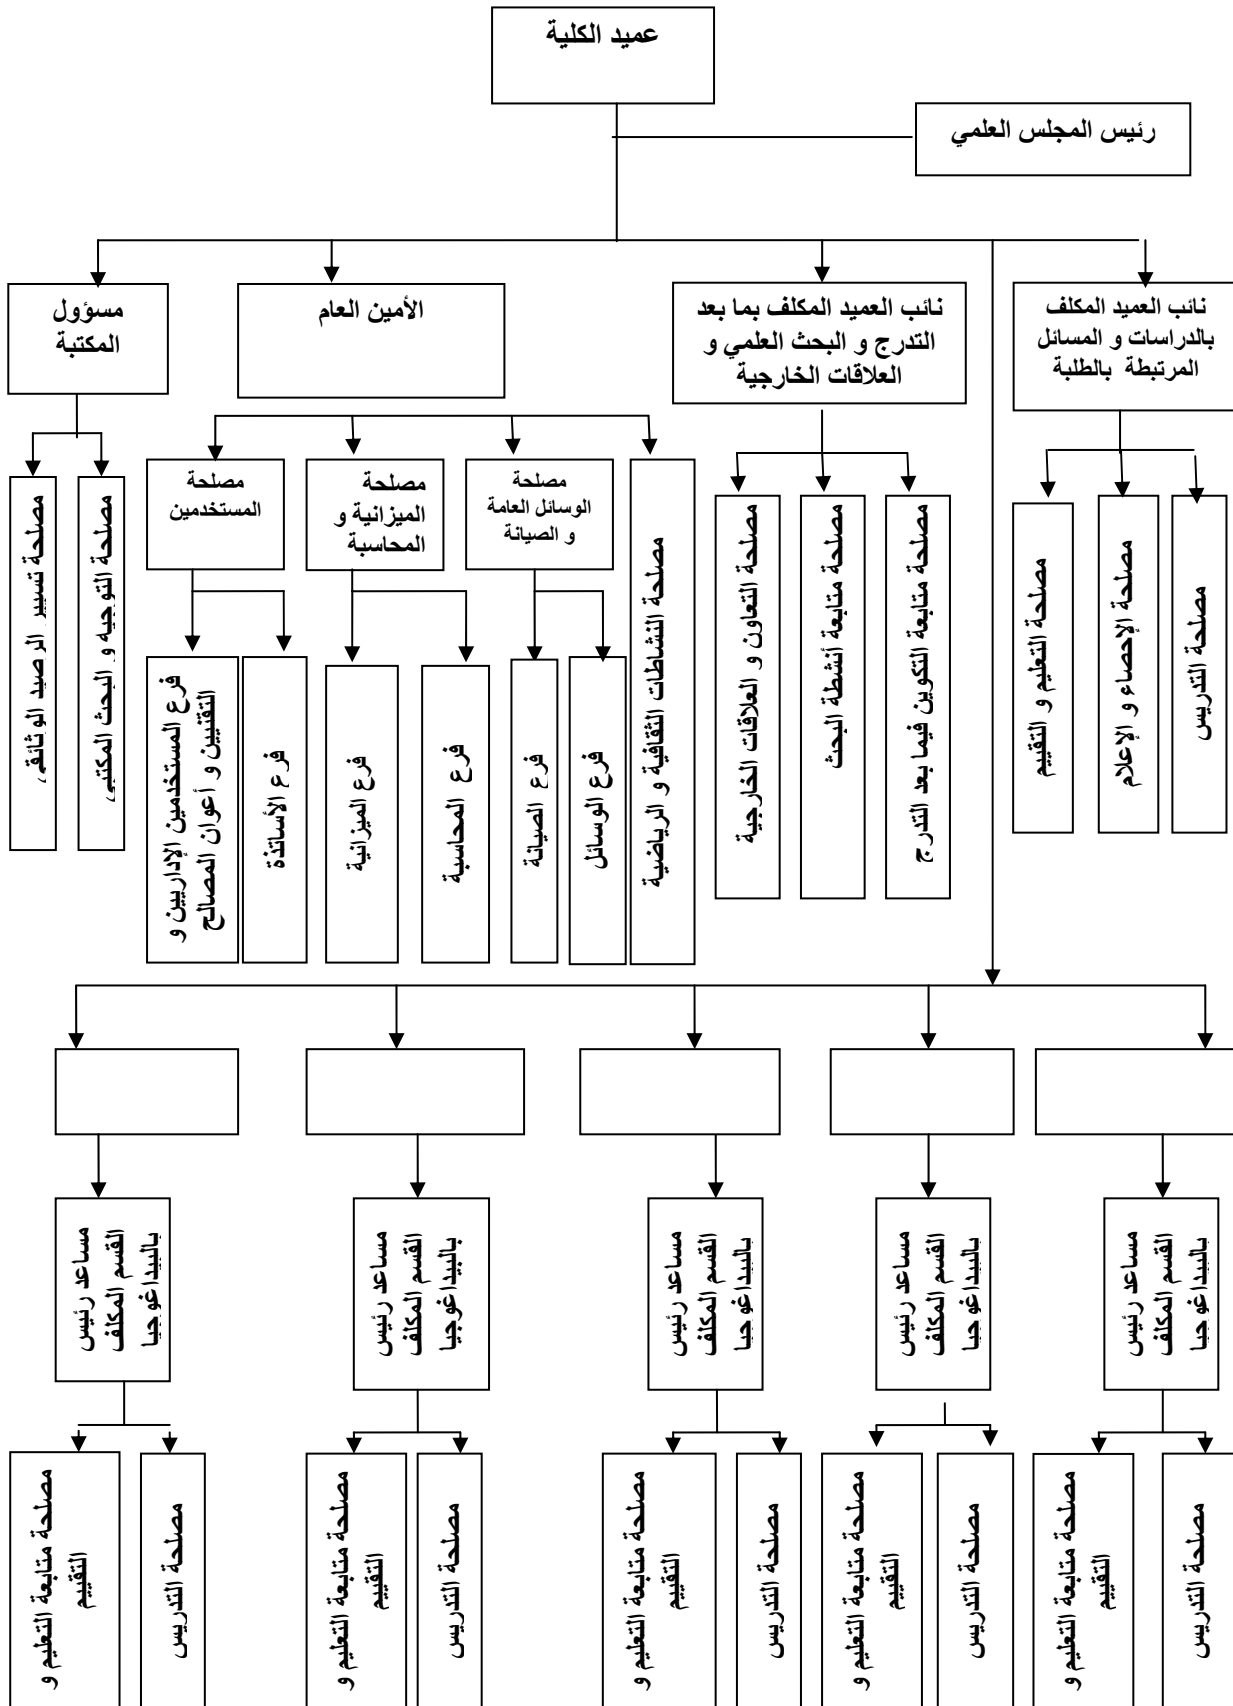 عميد الكلية
رئيس المجلس العلمي
نائب العميد المكلف
بالدراسات و المسائل
المرتبطة بالطلبة
نائب العميد المكلف بما بعد
التدرج و البحث العلمي و
العلاقات الخارجية
الأمين العام
مسؤول
المكتبة
مصلحة التدريس
مصلحة الإحصاء و الإعلام
مصلحة التعليم و التقييم
مصلحة متابعة التكوين فيما بعد التدرج
مصلحة متابعة أنشطة البحث
مصلحة التعاون و العلاقات الخارجية
مصلحة النشاطات الثقافية و الرياضية
مصلحة
الوسائل العامة
و الصيانة
مصلحة
الميزانية و
المحاسبة
مصلحة
المستخدمين
مصلحة التوجيه و البحث المكتبي
مصلحة تسيير الرصيد الوثائقي
فرع الوسائل
فرع الصيانة
فرع المحاسبة
فرع الميزانية
فرع الأساتذة
فرع المستخدمين الإداريين و
التقنيين و أعوان المصالح
مساعد رئيس
القسم المكلف
بالبيداغوجيا
مساعد رئيس
القسم المكلف
بالبيداغوجيا
مساعد رئيس
القسم المكلف
بالبيداغوجيا
مساعد رئيس
القسم المكلف
بالبيداغوجيا
مساعد رئيس
القسم المكلف
بالبيداغوجيا
مصلحة التدريس
مصلحة متابعة التعليم و
التقييم
مصلحة التدريس
مصلحة متابعة التعليم و
التقييم
مصلحة التدريس
مصلحة متابعة التعليم و
التقييم
مصلحة التدريس
مصلحة متابعة التعليم و
التقييم
مصلحة التدريس
مصلحة متابعة التعليم و
التقييم